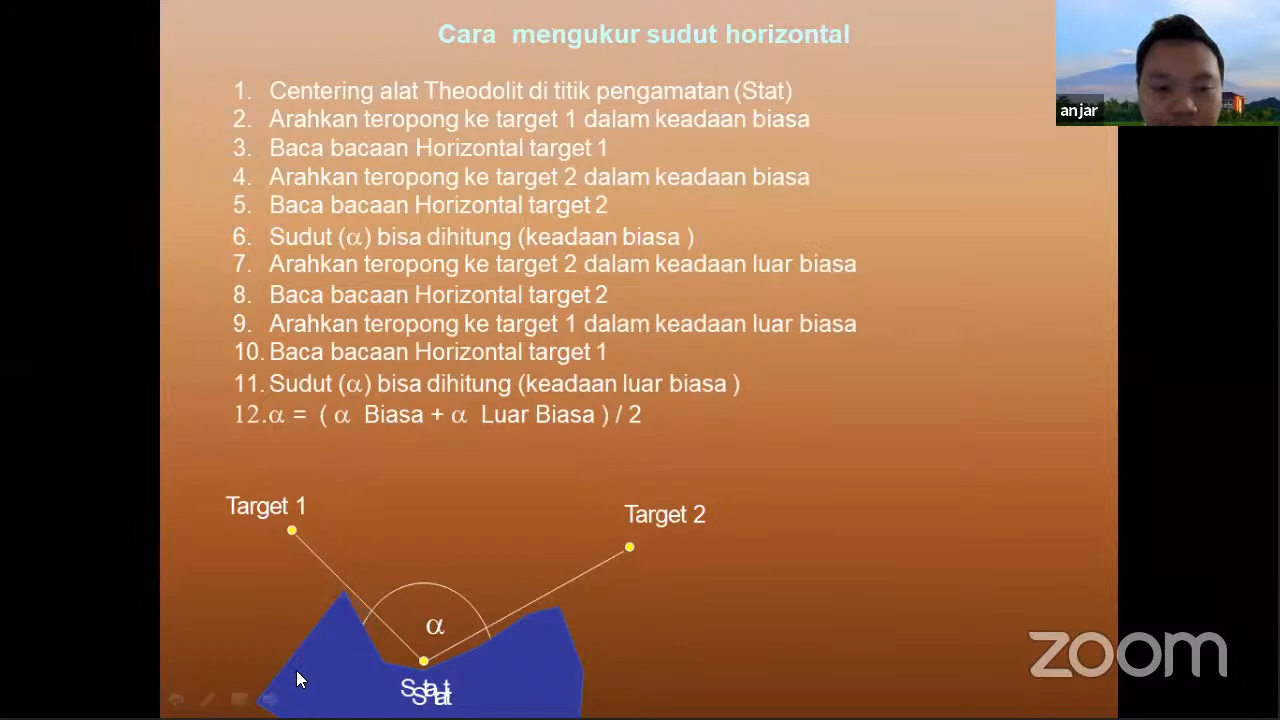 Cara mengukur sudut horizontal
anjar
1. Centering alat Theodolit di titik pengamatan (Stat)
2. Arahkan teropong ke target 1 dalam keadaan biasa
3. Baca bacaan Horizontal target 1
4. Arahkan teropong ke target 2 dalam keadaan biasa
5. Baca bacaan Horizontal target 2
6. Sudut (α) bisa dihitung (keadaan biasa )
7. Arahkan teropong ke target 2 dalam keadaan luar biasa
8. Baca bacaan Horizontal target 2
9. Arahkan teropong ke target 1 dalam keadaan luar biasa
10. Baca bacaan Horizontal target 1
11. Sudut (α) bisa dihitung (keadaan luar biasa )
12. α = ( α Biasa + α Luar Biasa ) / 2
Target 1
Target 2
α
Stat
zoom